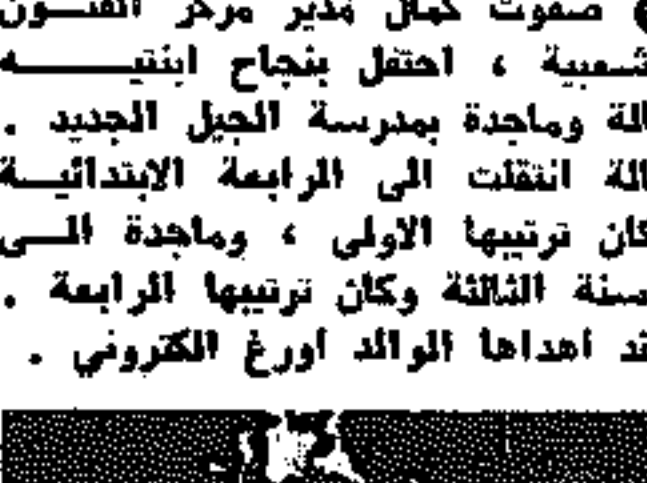 صفوت كمال مدير مركز الفنون
شعبية ، احتفل بنجاح ابنتيه
الة وماجدة بمدرسة الجيل الجديد .
الة انتقلت الى الرابعة الابتدائية
كان ترتيبها الاولى ، وماجدة الى
سنة الثالثة وكان ترتيبها الرابعة .
قد اهداها الوالد اورغ الكتروني .